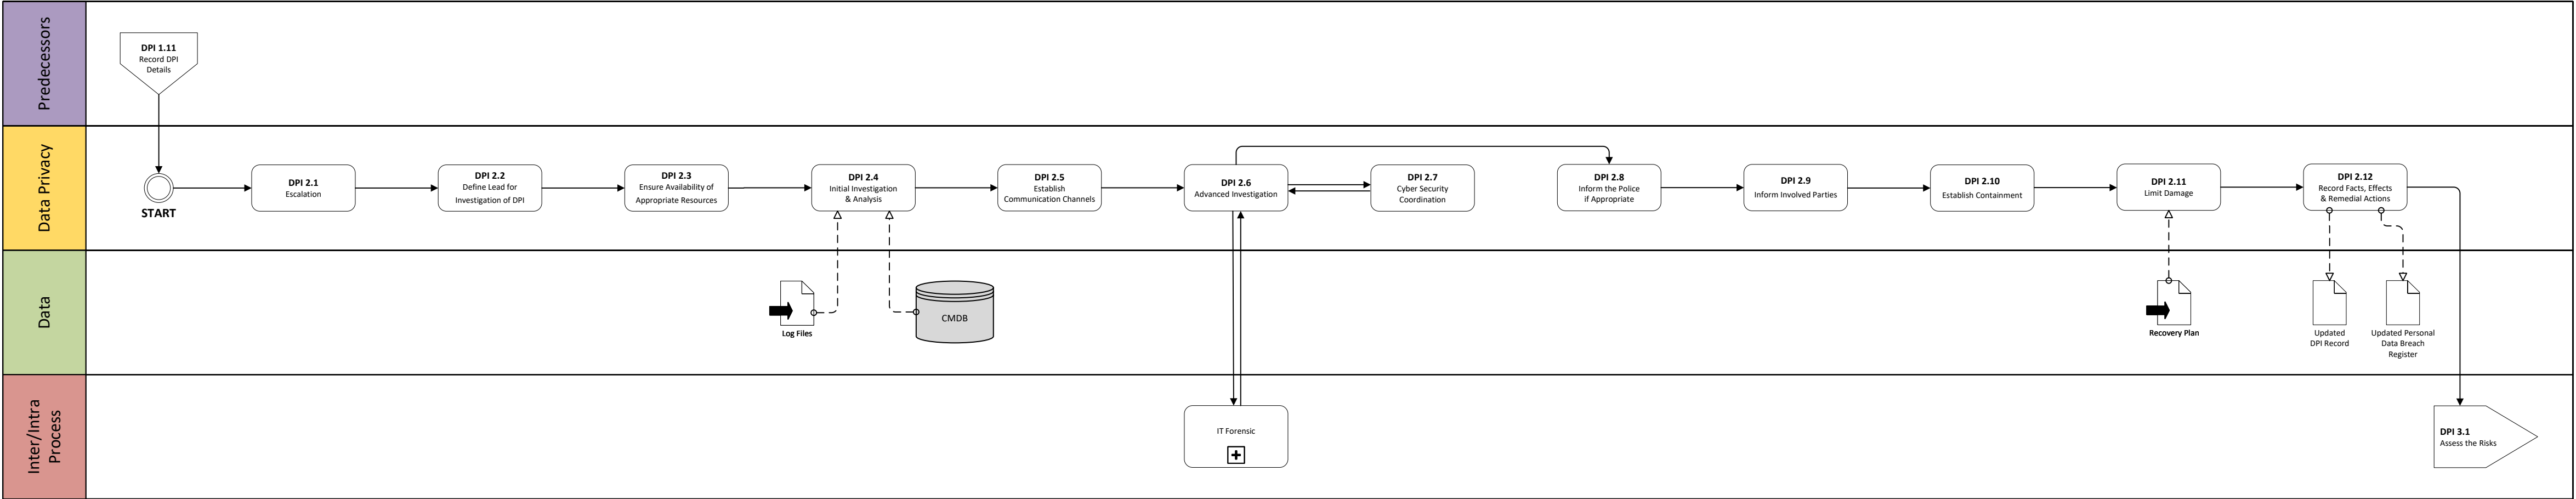 Predecessors
DPI 1.11
Record DPI
Details
Data Privacy
START
DPI 2.1
Escalation
DPI 2.2
Define Lead for
Investigation of DPI
DPI 2.3
Ensure Availability of
Appropriate Resources
DPI 2.4
Initial Investigation
& Analysis
DPI 2.5
Establish
Communication Channels
DPI 2.6
Advanced Investigation
DPI 2.7
Cyber Security
Coordination
DPI 2.8
Inform the Police
if Appropriate
DPI 2.9
Inform Involved Parties
DPI 2.10
Establish Containment
DPI 2.11
Limit Damage
DPI 2.12
Record Facts, Effects
& Remedial Actions
Data
Log Files
CMDB
Recovery Plan
Updated
DPI Record
Updated Personal
Data Breach
Register
Inter/Intra
Process
IT Forensic
DPI 3.1
Assess the Risks